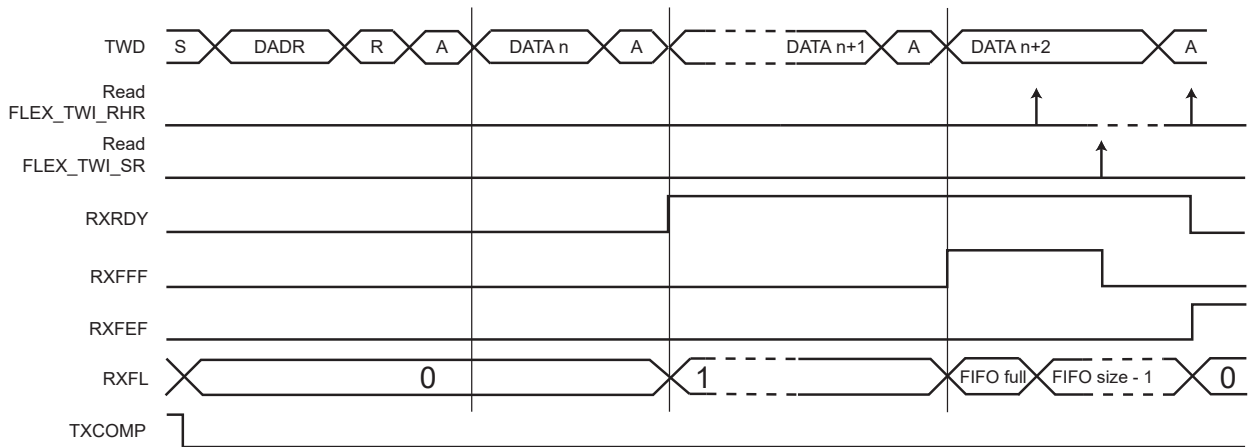 TWD S DADR R A DATA n A DATA n+1 A DATA n+2 A
Read
FLEX_TWI_RHR
Read
FLEX_TWI_SR
RXRDY
RXFFF
RXFEF
RXFL 0 1 FIFO full FIFO size - 1 0
TXCOMP